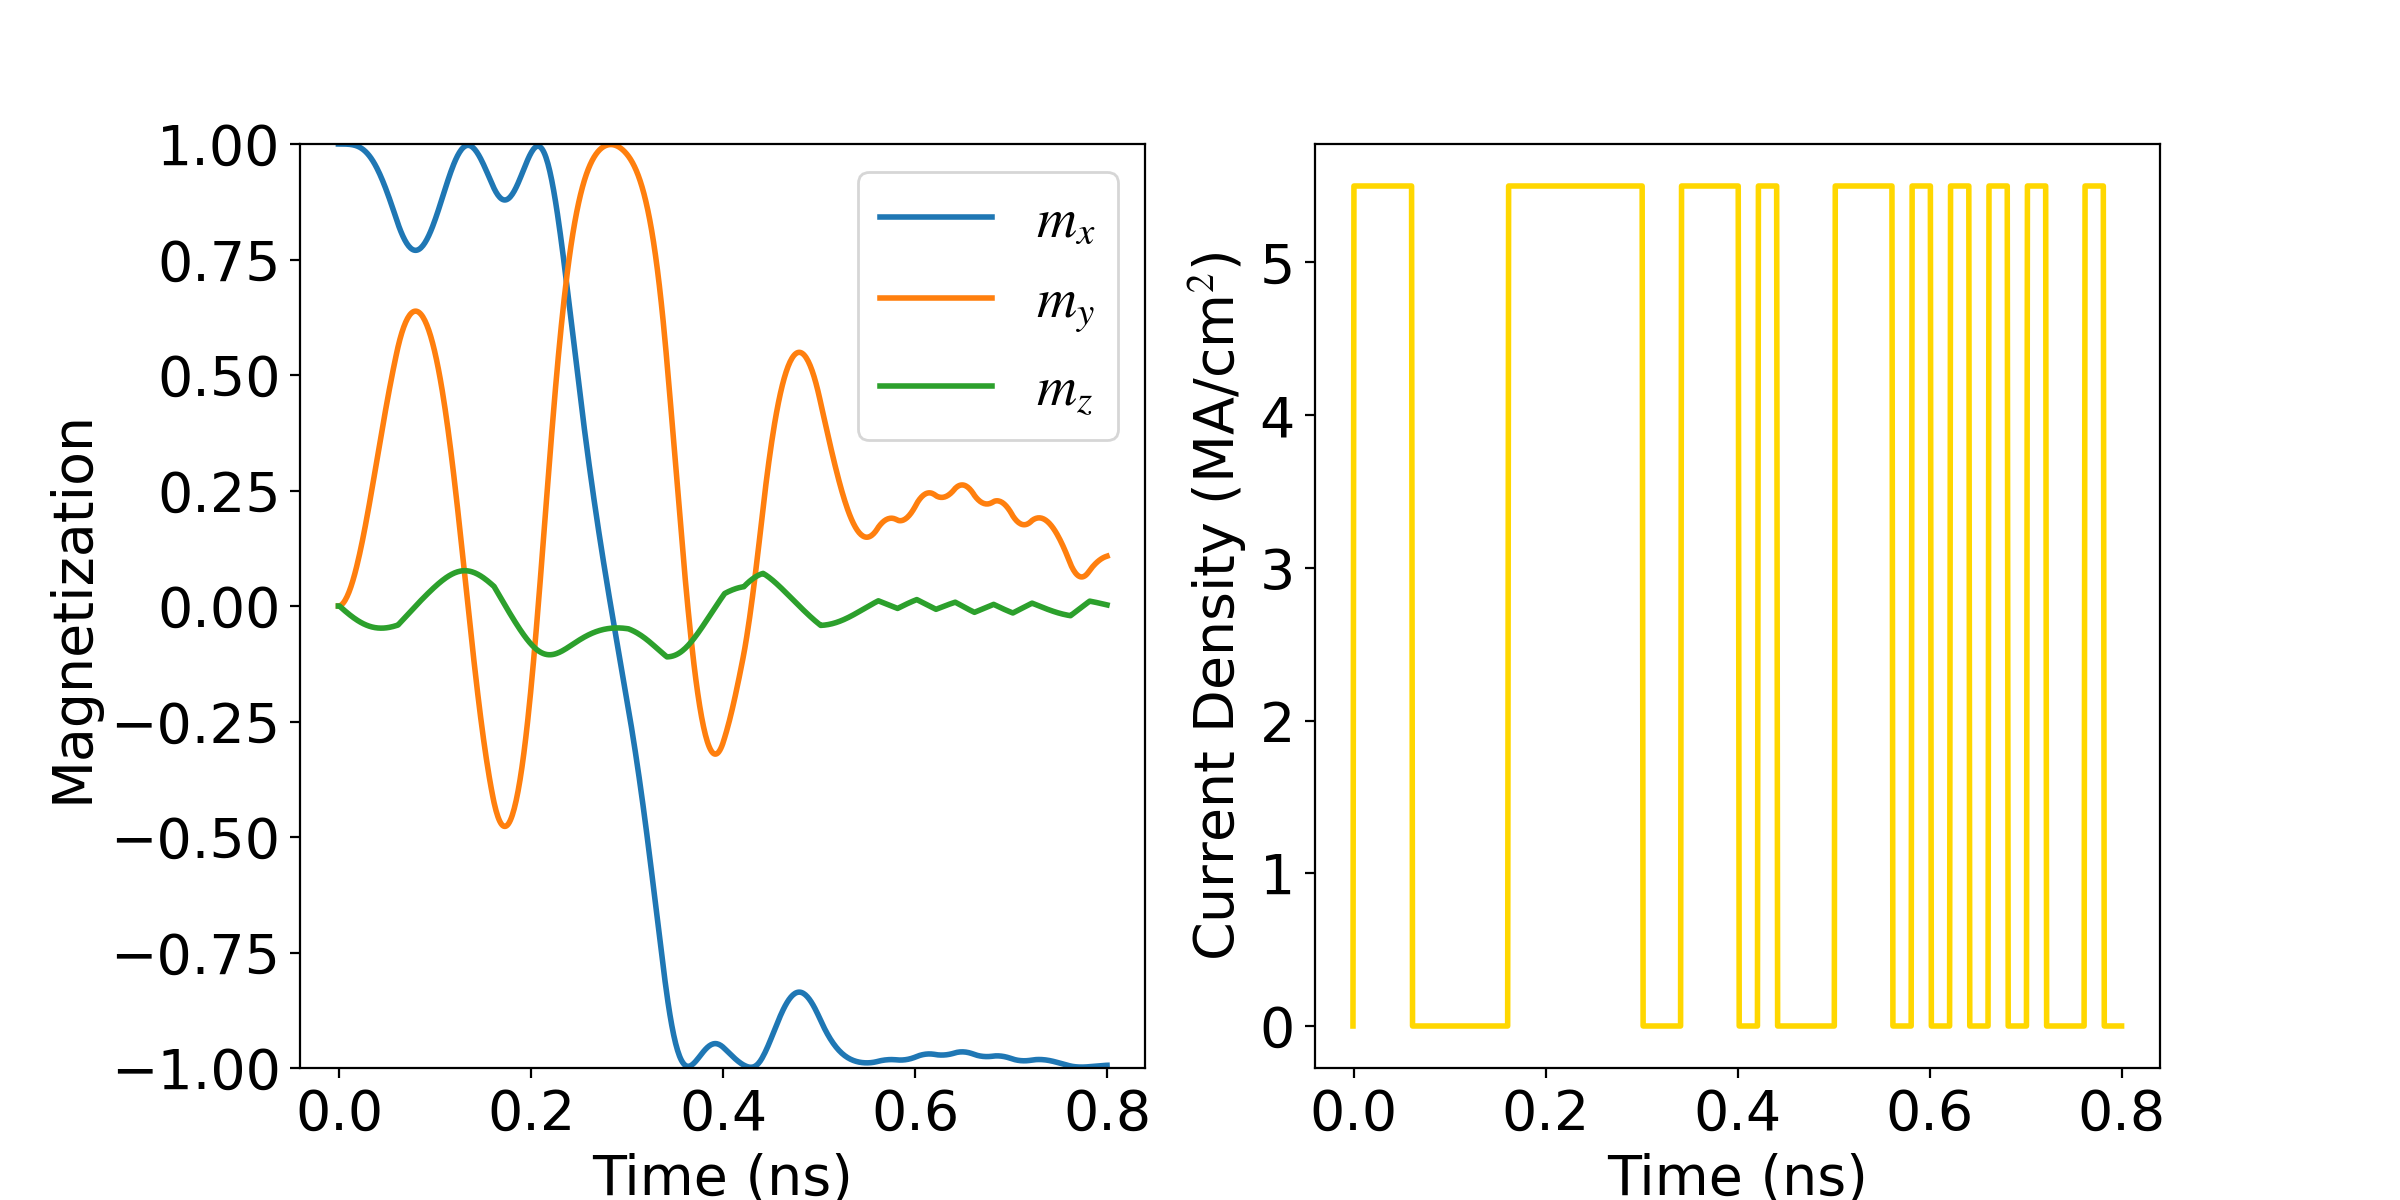 1.00
0.75
0.50
0.25
0.00
−0.25
−0.50
−0.75
−1.00
Magnetization
0.0 0.2 0.4 0.6 0.8
Time (ns)
m_x
m_y
m_z
5
4
3
2
1
0
Current Density (MA/cm²)
0.0 0.2 0.4 0.6 0.8
Time (ns)